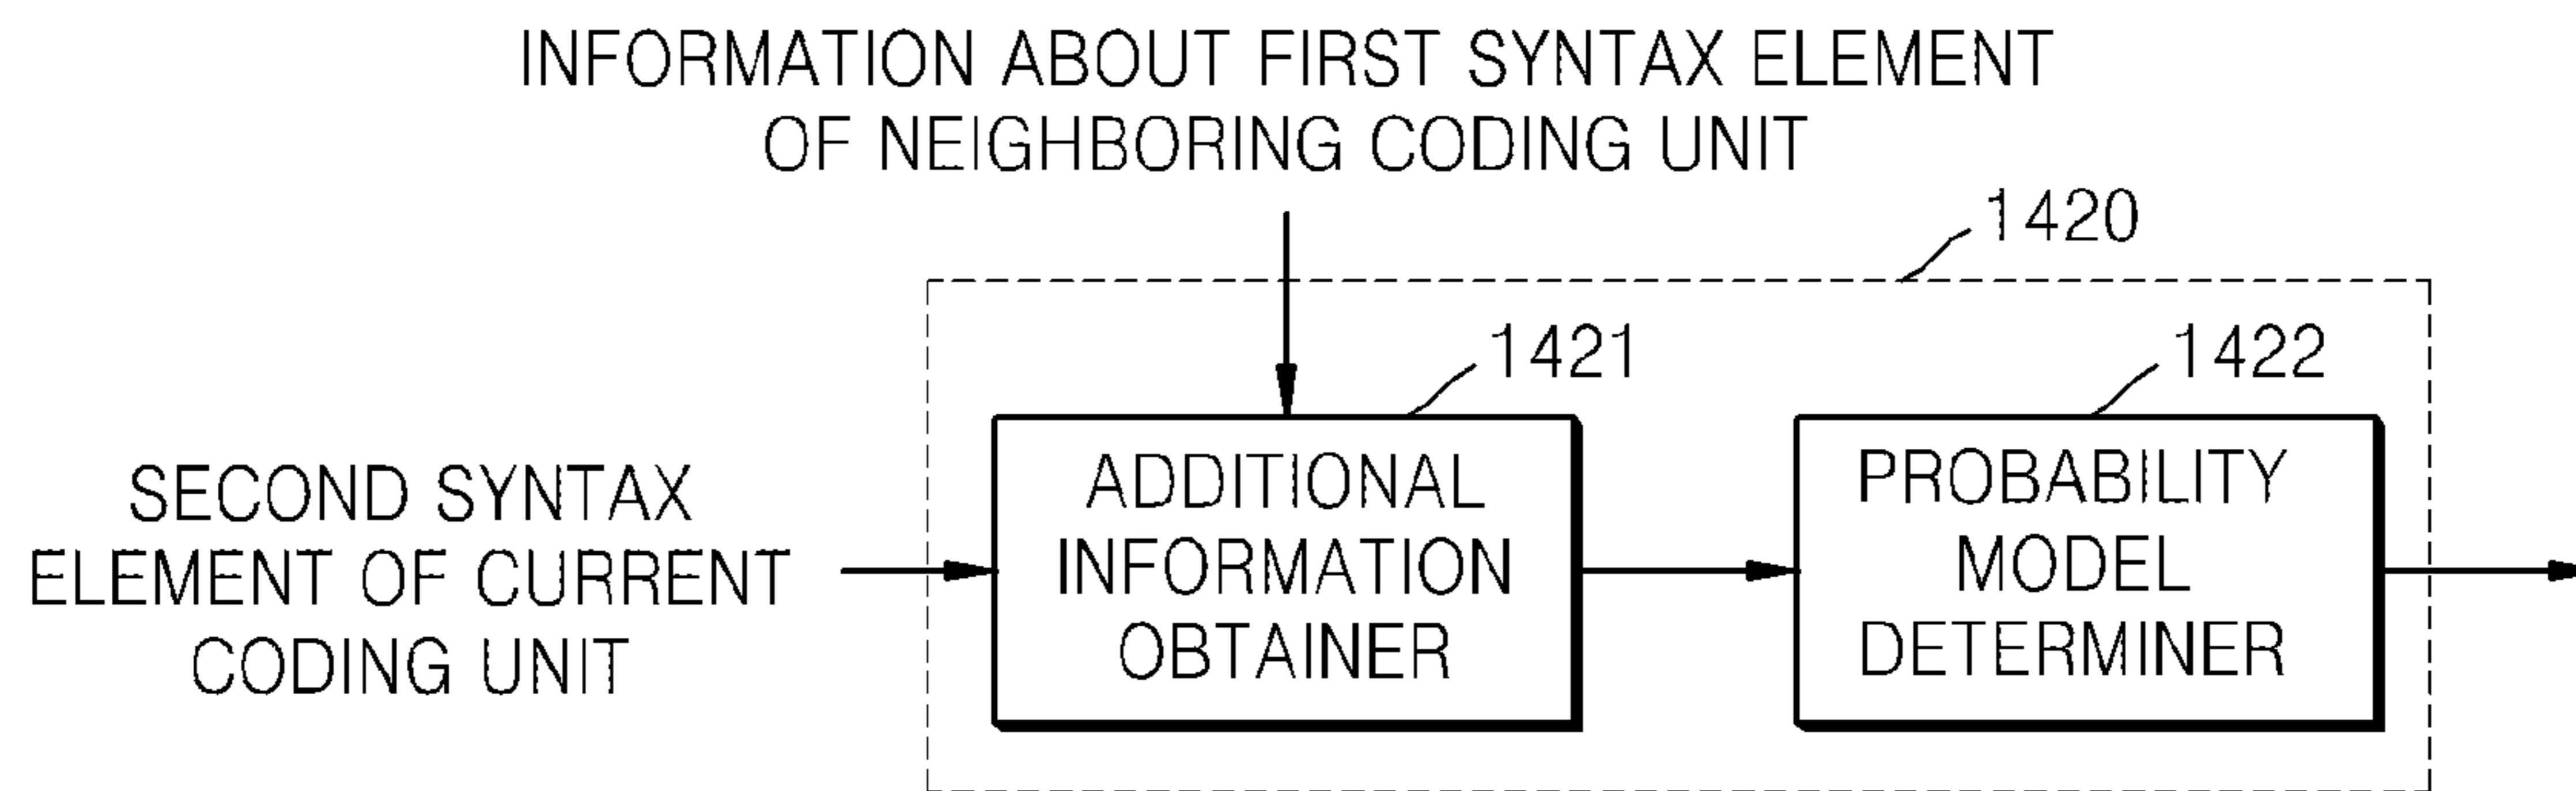 INFORMATION ABOUT FIRST SYNTAX ELEMENT
OF NEIGHBORING CODING UNIT
1420
1421
1422
SECOND SYNTAX
ELEMENT OF CURRENT
CODING UNIT
ADDITIONAL
INFORMATION
OBTAINER
PROBABILITY
MODEL
DETERMINER